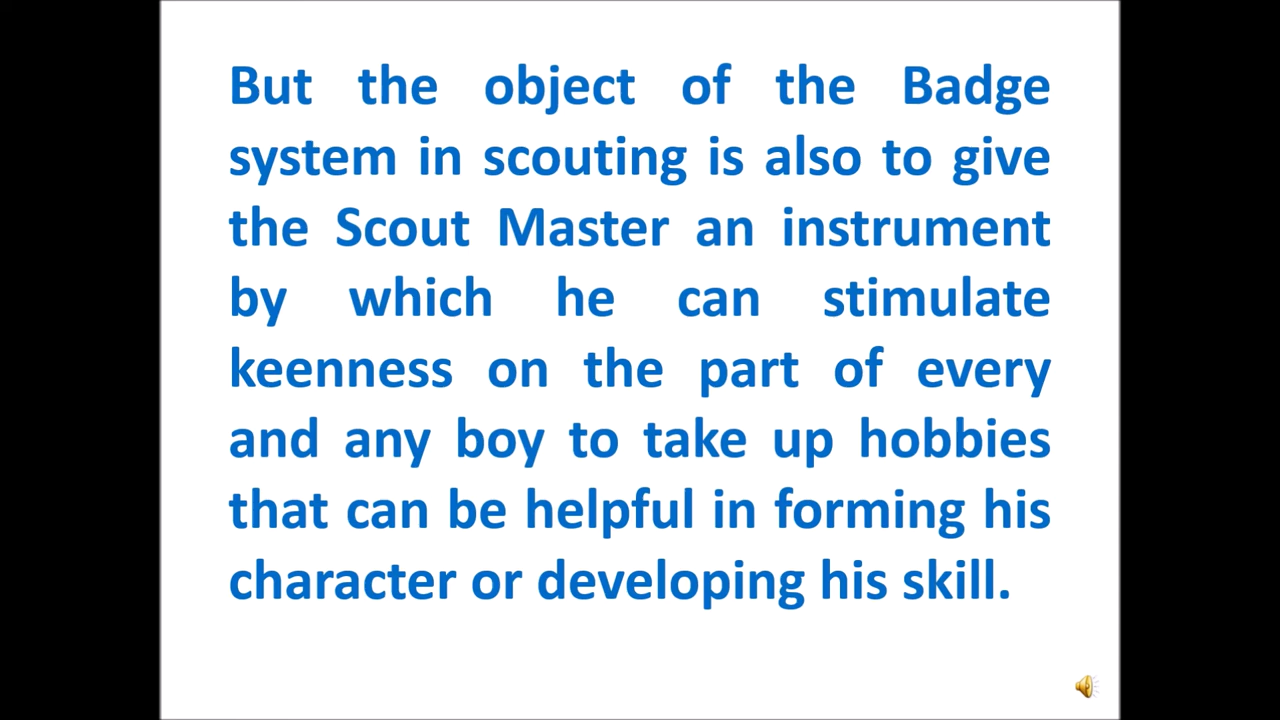 But the object of the Badge
system in scouting is also to give
the Scout Master an instrument
by which he can stimulate
keenness on the part of every
and any boy to take up hobbies
that can be helpful in forming his
character or developing his skill.